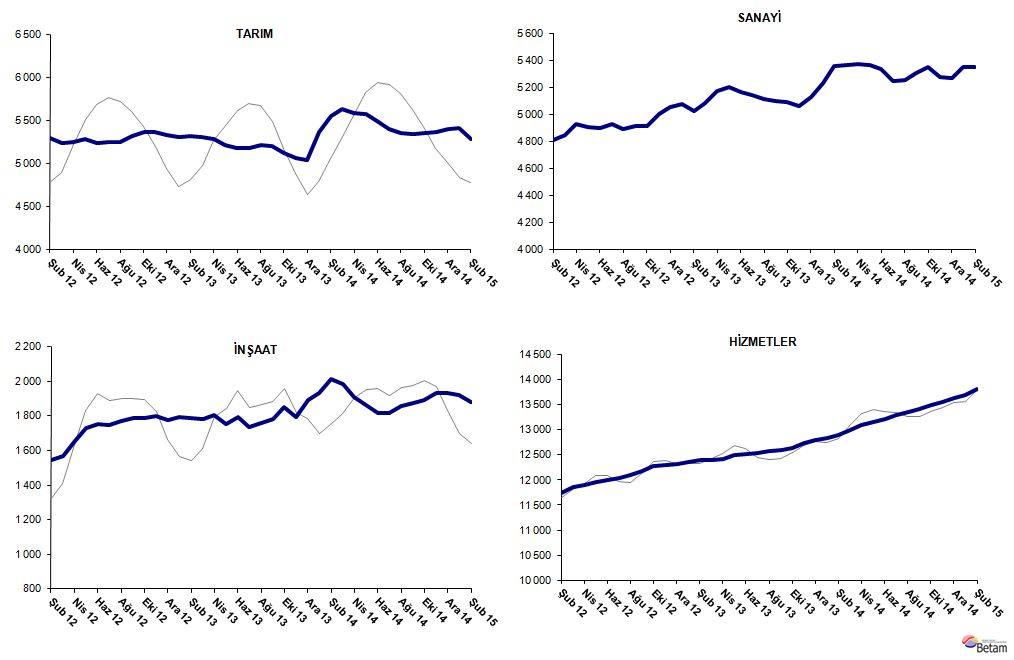 TARIM
6 500
6 000
5 500
5 000
4 500
4 000
Şub 12
Nis 12
Haz 12
Ağu 12
Eki 12
Ara 12
Şub 13
Nis 13
Haz 13
Ağu 13
Eki 13
Ara 13
Şub 14
Nis 14
Haz 14
Ağu 14
Eki 14
Ara 14
Şub 15
SANAYİ
5 600
5 400
5 200
5 000
4 800
4 600
4 400
4 200
4 000
Şub 12
Nis 12
Haz 12
Ağu 12
Eki 12
Ara 12
Şub 13
Nis 13
Haz 13
Ağu 13
Eki 13
Ara 13
Şub 14
Nis 14
Haz 14
Ağu 14
Eki 14
Ara 14
Şub 15
İNŞAAT
2 200
2 000
1 800
1 600
1 400
1 200
1 000
800
Şub 12
Nis 12
Haz 12
Ağu 12
Eki 12
Ara 12
Şub 13
Nis 13
Haz 13
Ağu 13
Eki 13
Ara 13
Şub 14
Nis 14
Haz 14
Ağu 14
Eki 14
Ara 14
Şub 15
HİZMETLER
14 500
14 000
13 500
13 000
12 500
12 000
11 500
11 000
10 500
10 000
Şub 12
Nis 12
Haz 12
Ağu 12
Eki 12
Ara 12
Şub 13
Nis 13
Haz 13
Ağu 13
Eki 13
Ara 13
Şub 14
Nis 14
Haz 14
Ağu 14
Eki 14
Ara 14
Şub 15
Betam